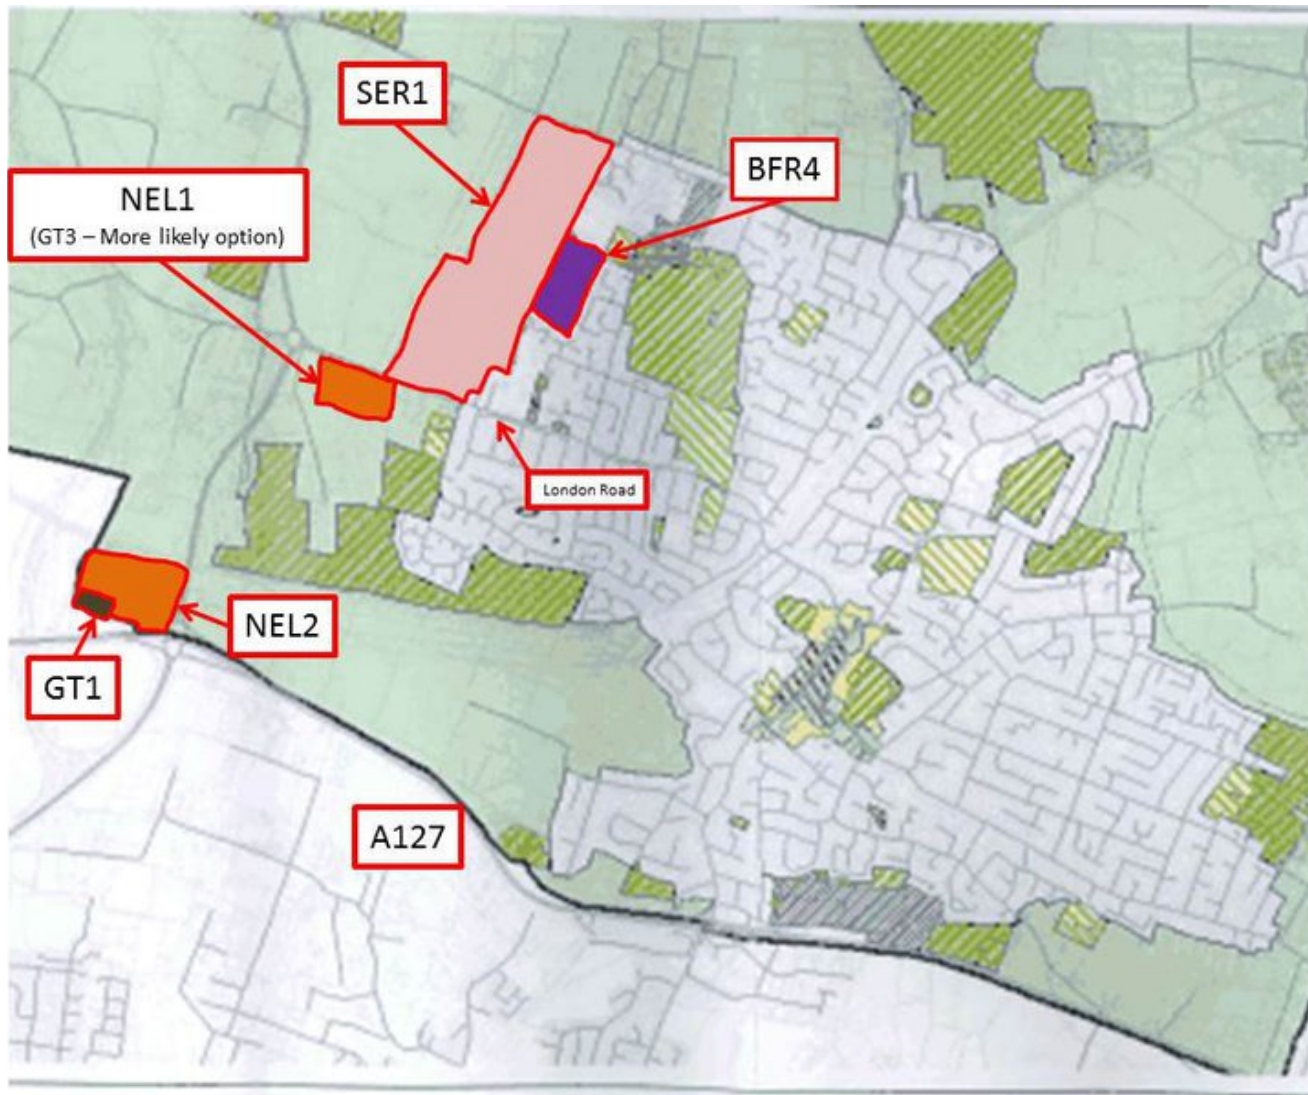 SER1
BFR4
NEL1
(GT3 – More likely option)
London Road
NEL2
GT1
A127